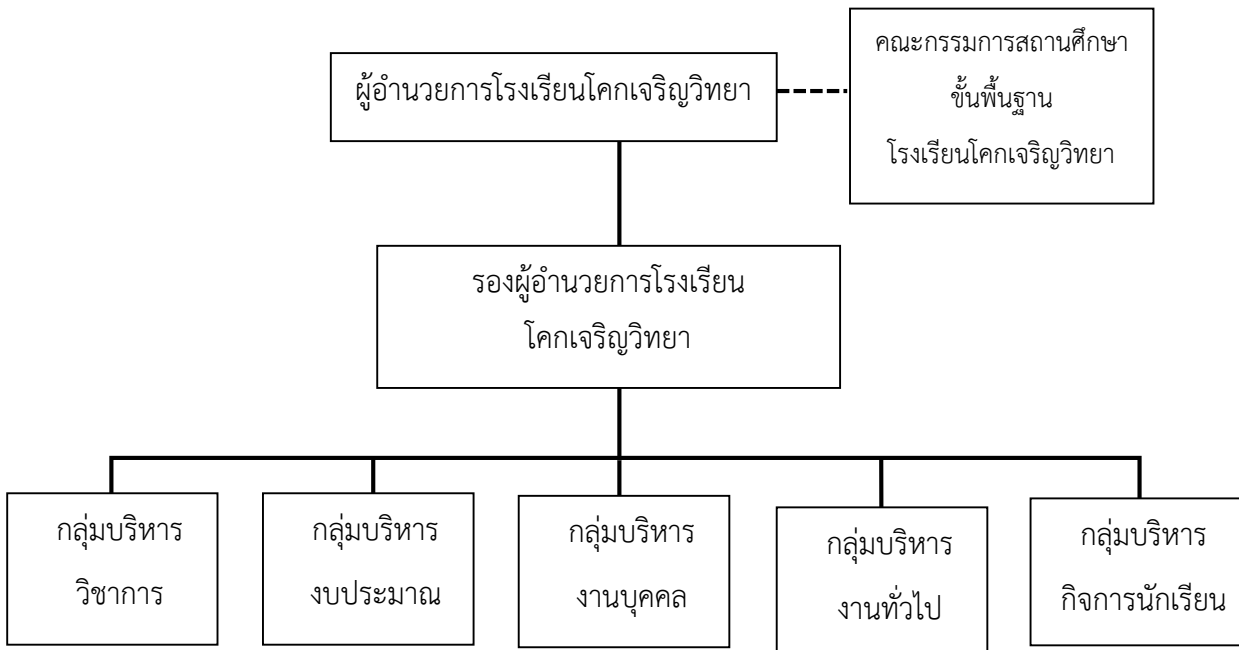 ผู้อำนวยการโรงเรียนโคกเจริญวิทยา
คณะกรรมการสถานศึกษา
ขั้นพื้นฐาน
โรงเรียนโคกเจริญวิทยา
รองผู้อำนวยการโรงเรียน
โคกเจริญวิทยา
กลุ่มบริหาร
วิชาการ
กลุ่มบริหาร
งบประมาณ
กลุ่มบริหาร
งานบุคคล
กลุ่มบริหาร
งานทั่วไป
กลุ่มบริหาร
กิจการนักเรียน